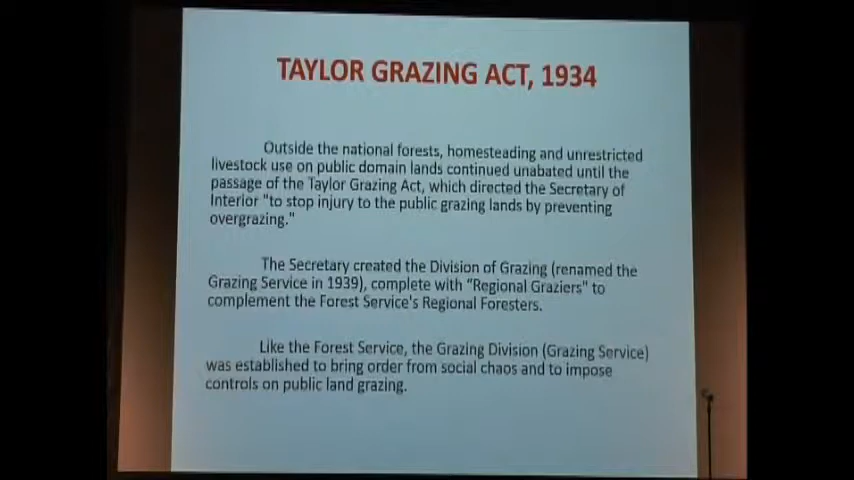 TAYLOR GRAZING ACT, 1934
Outside the national forests, homesteading and unrestricted
livestock use on public domain lands continued unabated until the
passage of the Taylor Grazing Act, which directed the Secretary of
Interior "to stop injury to the public grazing lands by preventing
overgrazing."
The Secretary created the Division of Grazing (renamed the
Grazing Service in 1939), complete with “Regional Graziers" to
complement the Forest Service's Regional Foresters.
Like the Forest Service, the Grazing Division (Grazing Service)
was established to bring order from social chaos and to impose
controls on public land grazing.